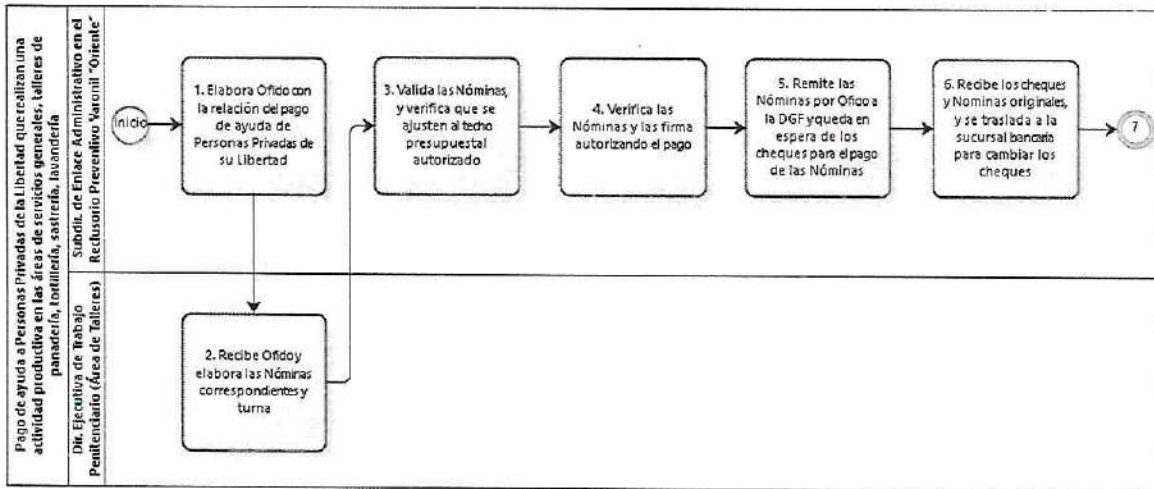 Pago de ayuda a Personas Privadas de la Libertad que realizan una
actividad productiva en las áreas de servicios generales, talleres de
panadería, tortillería, sastrería, lavandería
Subdir. de Enlace Administrativo en el
Reclusorio Preventivo Varonil "Oriente"
Inicio
1. Elabora Oficio con
la relación del pago
de ayuda de
Personas Privadas de
su Libertad
3. Valida las Nóminas,
y verifica que se
ajusten al techo
presupuestal
autorizado
4. Verifica las
Nóminas y las firma
autorizando el pago
5. Remite las
Nóminas por Oficio a
la DGF y queda en
espera de los
cheques para el pago
de las Nóminas
6. Recibe los cheques
y Nominas originales,
y se traslada a la
sucursal bancaria
para cambiar los
cheques
7
Dir. Ejecutiva de Trabajo
Penitenciario (Área de Talleres)
2. Recibe Oficio y
elabora las Nóminas
correspondientes y
turna